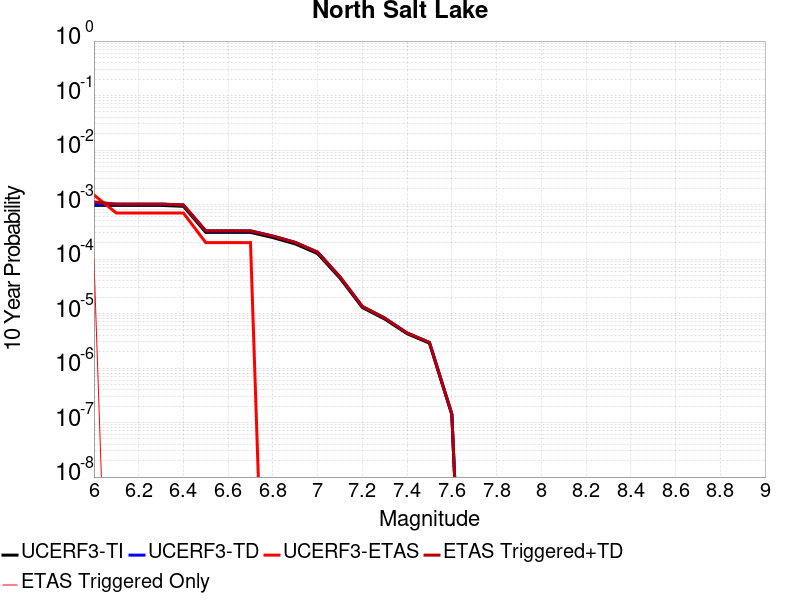 North Salt Lake
10^0
10^-1
10^-2
10^-3
10^-4
10^-5
10^-6
10^-7
10^-8
10 Year Probability
6 6.2 6.4 6.6 6.8 7 7.2 7.4 7.6 7.8 8 8.2 8.4 8.6 8.8 9
Magnitude
UCERF3-TI UCERF3-TD UCERF3-ETAS ETAS Triggered+TD
ETAS Triggered Only